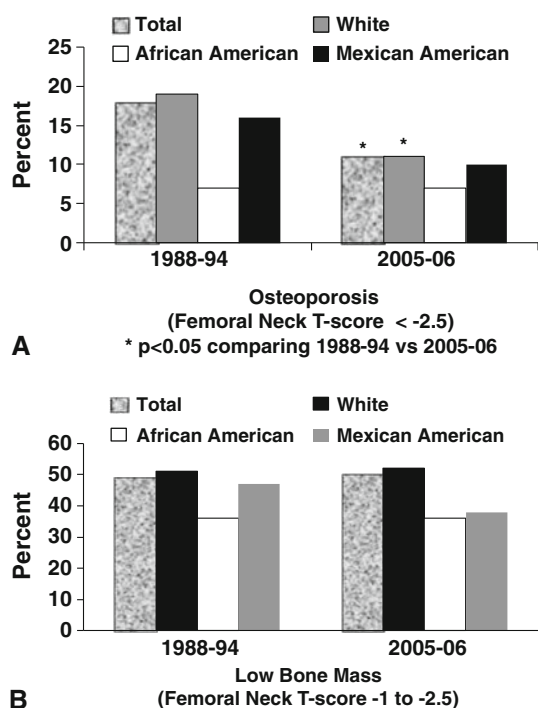 Total White
African American Mexican American
25
20
15
10
5
0
Percent
* *
1988-94 2005-06
Osteoporosis
(Femoral Neck T-score < -2.5)
A * p<0.05 comparing 1988-94 vs 2005-06
Total White
African American Mexican American
60
50
40
30
20
10
0
Percent
1988-94 2005-06
Low Bone Mass
B (Femoral Neck T-score -1 to -2.5)